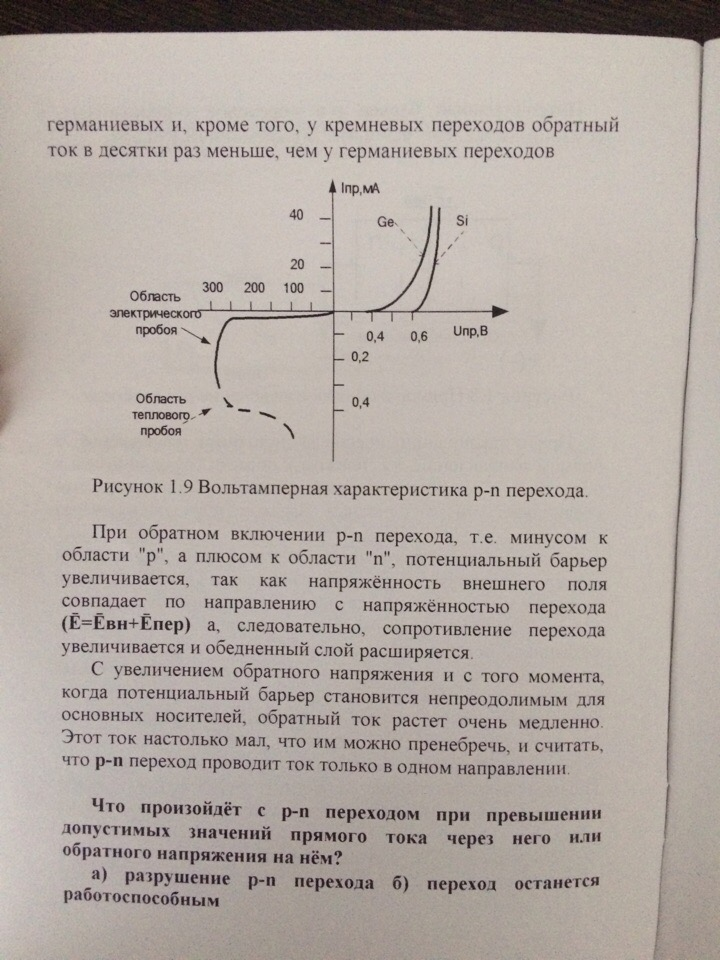 германиевых и, кроме того, у кремневых переходов обратный
ток в десятки раз меньше, чем у германиевых переходов
Iпр,мА
40
Ge
Si
20
300 200 100
Область
электрического
пробоя
0,4 0,6 Uпр,В
0,2
Область
теплового
пробоя
0,4
Рисунок 1.9 Вольтамперная характеристика p-n перехода.
При обратном включении p-n перехода, т.е. минусом к
области "p", а плюсом к области "n", потенциальный барьер
увеличивается, так как напряжённость внешнего поля
совпадает по направлению с напряжённостью перехода
(Ē=Ēвн+Ēпер) а, следовательно, сопротивление перехода
увеличивается и обедненный слой расширяется.
С увеличением обратного напряжения и с того момента,
когда потенциальный барьер становится непреодолимым для
основных носителей, обратный ток растет очень медленно.
Этот ток настолько мал, что им можно пренебречь, и считать,
что p-n переход проводит ток только в одном направлении.
Что произойдёт с p-n переходом при превышении
допустимых значений прямого тока через него или
обратного напряжения на нём?
а) разрушение p-n перехода б) переход останется
работоспособным